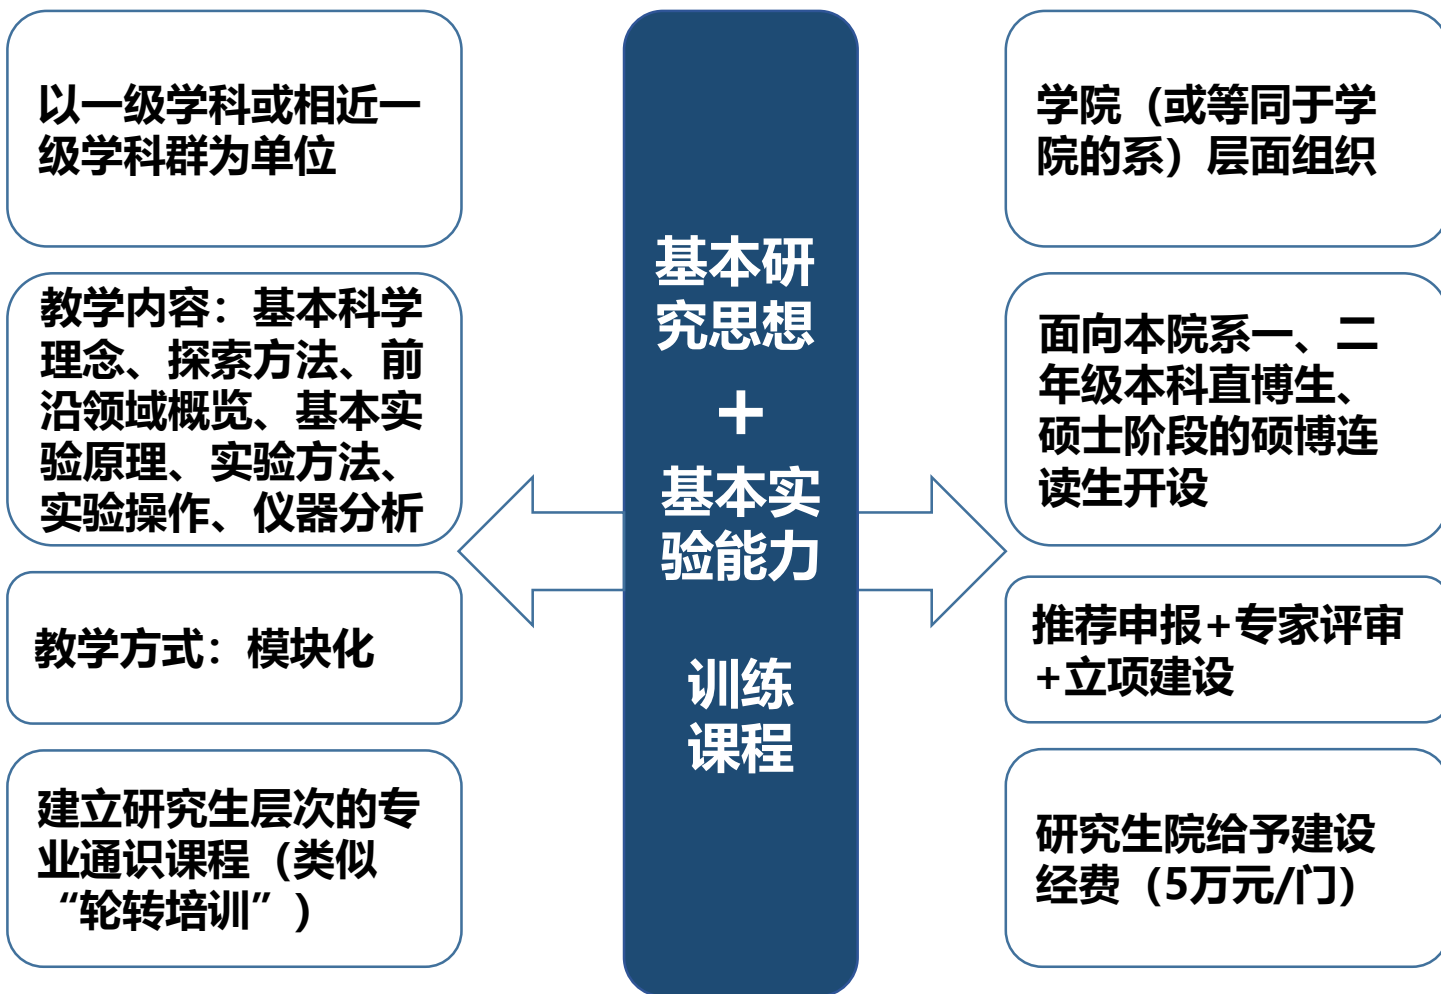 以一级学科或相近一
级学科群为单位
教学内容：基本科学
理念、探索方法、前
沿领域概览、基本实
验原理、实验方法、
实验操作、仪器分析
教学方式：模块化
建立研究生层次的专
业通识课程（类似
“轮转培训”）
基本研
究思想
+
基本实
验能力
训练
课程
学院（或等同于学
院的系）层面组织
面向本院系一、二
年级本科直博生、
硕士阶段的硕博连
读生开设
推荐申报+专家评审
+立项建设
研究生院给予建设
经费（5万元/门）